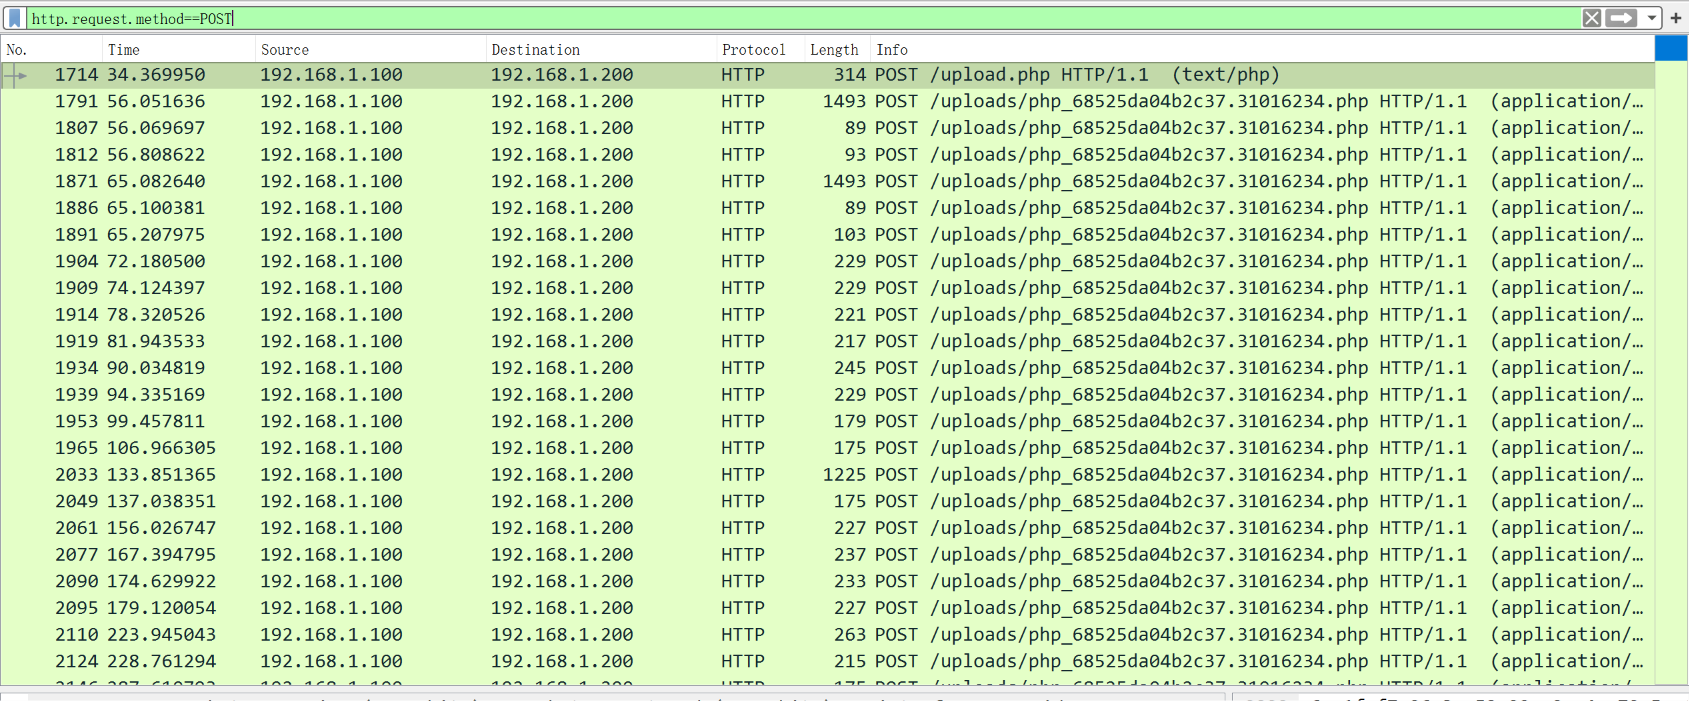 http.request.method==POST
No. Time Source Destination Protocol Length Info
1714 34.369950 192.168.1.100 192.168.1.200 HTTP 314 POST /upload.php HTTP/1.1 (text/php)
1791 56.051636 192.168.1.100 192.168.1.200 HTTP 1493 POST /uploads/php_68525da04b2c37.31016234.php HTTP/1.1 (application/…
1807 56.069697 192.168.1.100 192.168.1.200 HTTP 89 POST /uploads/php_68525da04b2c37.31016234.php HTTP/1.1 (application/…
1812 56.808622 192.168.1.100 192.168.1.200 HTTP 93 POST /uploads/php_68525da04b2c37.31016234.php HTTP/1.1 (application/…
1871 65.082640 192.168.1.100 192.168.1.200 HTTP 1493 POST /uploads/php_68525da04b2c37.31016234.php HTTP/1.1 (application/…
1886 65.100381 192.168.1.100 192.168.1.200 HTTP 89 POST /uploads/php_68525da04b2c37.31016234.php HTTP/1.1 (application/…
1891 65.207975 192.168.1.100 192.168.1.200 HTTP 103 POST /uploads/php_68525da04b2c37.31016234.php HTTP/1.1 (application/…
1904 72.180500 192.168.1.100 192.168.1.200 HTTP 229 POST /uploads/php_68525da04b2c37.31016234.php HTTP/1.1 (application/…
1909 74.124397 192.168.1.100 192.168.1.200 HTTP 229 POST /uploads/php_68525da04b2c37.31016234.php HTTP/1.1 (application/…
1914 78.320526 192.168.1.100 192.168.1.200 HTTP 221 POST /uploads/php_68525da04b2c37.31016234.php HTTP/1.1 (application/…
1919 81.943533 192.168.1.100 192.168.1.200 HTTP 217 POST /uploads/php_68525da04b2c37.31016234.php HTTP/1.1 (application/…
1934 90.034819 192.168.1.100 192.168.1.200 HTTP 245 POST /uploads/php_68525da04b2c37.31016234.php HTTP/1.1 (application/…
1939 94.335169 192.168.1.100 192.168.1.200 HTTP 229 POST /uploads/php_68525da04b2c37.31016234.php HTTP/1.1 (application/…
1953 99.457811 192.168.1.100 192.168.1.200 HTTP 179 POST /uploads/php_68525da04b2c37.31016234.php HTTP/1.1 (application/…
1965 106.966305 192.168.1.100 192.168.1.200 HTTP 175 POST /uploads/php_68525da04b2c37.31016234.php HTTP/1.1 (application/…
2033 133.851365 192.168.1.100 192.168.1.200 HTTP 1225 POST /uploads/php_68525da04b2c37.31016234.php HTTP/1.1 (application/…
2049 137.038351 192.168.1.100 192.168.1.200 HTTP 175 POST /uploads/php_68525da04b2c37.31016234.php HTTP/1.1 (application/…
2061 156.026747 192.168.1.100 192.168.1.200 HTTP 227 POST /uploads/php_68525da04b2c37.31016234.php HTTP/1.1 (application/…
2077 167.394795 192.168.1.100 192.168.1.200 HTTP 237 POST /uploads/php_68525da04b2c37.31016234.php HTTP/1.1 (application/…
2090 174.629922 192.168.1.100 192.168.1.200 HTTP 233 POST /uploads/php_68525da04b2c37.31016234.php HTTP/1.1 (application/…
2095 179.120054 192.168.1.100 192.168.1.200 HTTP 227 POST /uploads/php_68525da04b2c37.31016234.php HTTP/1.1 (application/…
2110 223.945043 192.168.1.100 192.168.1.200 HTTP 263 POST /uploads/php_68525da04b2c37.31016234.php HTTP/1.1 (application/…
2124 228.761294 192.168.1.100 192.168.1.200 HTTP 215 POST /uploads/php_68525da04b2c37.31016234.php HTTP/1.1 (application/…